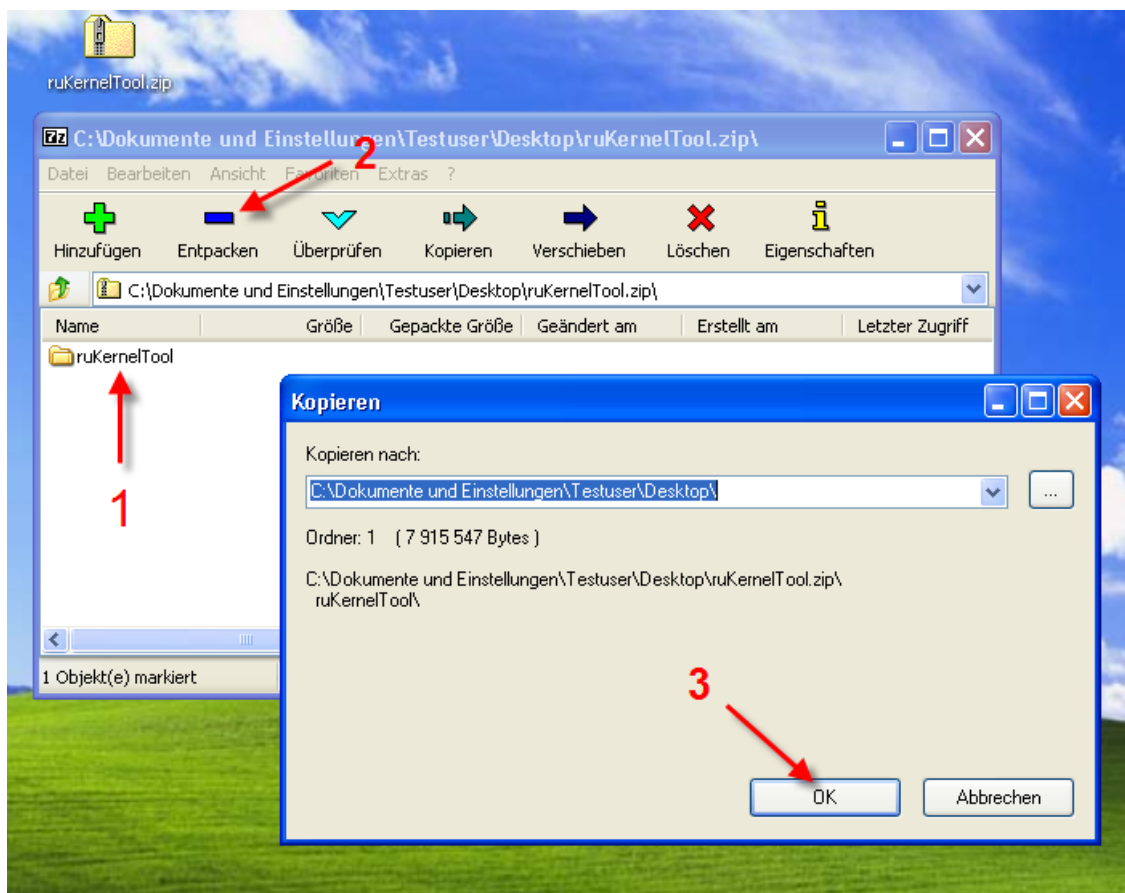 ruKernelTool.zip
7z C:\Dokumente und Einstellungen\Testuser\Desktop\ruKernelTool.zip\
2
Datei Bearbeiten Ansicht Favoriten Extras ?
Hinzufügen Entpacken Überprüfen Kopieren Verschieben Löschen Eigenschaften
C:\Dokumente und Einstellungen\Testuser\Desktop\ruKernelTool.zip\
Name Größe Gepackte Größe Geändert am Erstellt am Letzter Zugriff
ruKernelTool
1
Kopieren
Kopieren nach:
C:\Dokumente und Einstellungen\Testuser\Desktop\
...
Ordner: 1 ( 7 915 547 Bytes )
C:\Dokumente und Einstellungen\Testuser\Desktop\ruKernelTool.zip\
ruKernelTool\
1 Objekt(e) markiert
3
OK Abbrechen